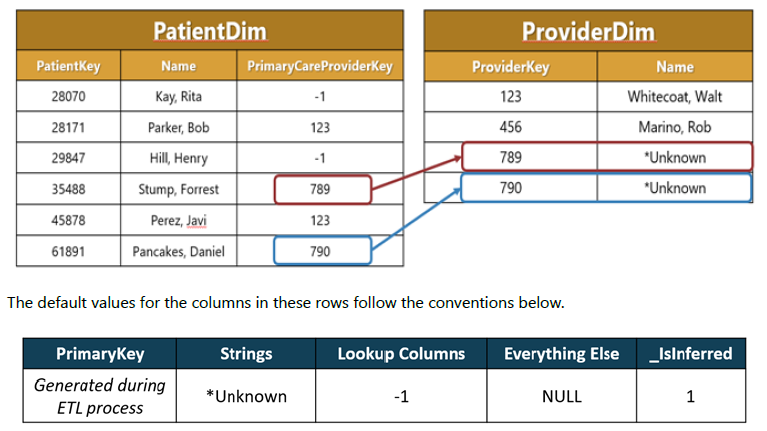 PatientDim ProviderDim
PatientKey Name PrimaryCareProviderKey ProviderKey Name
28070 Kay, Rita -1 123 Whitecoat, Walt
28171 Parker, Bob 123 456 Marino, Rob
29847 Hill, Henry -1 789 *Unknown
35488 Stump, Forrest 789 790 *Unknown
45878 Perez, Javi 123
61891 Pancakes, Daniel 790
The default values for the columns in these rows follow the conventions below.
PrimaryKey Strings Lookup Columns Everything Else _IsInferred
Generated during
ETL process *Unknown -1 NULL 1